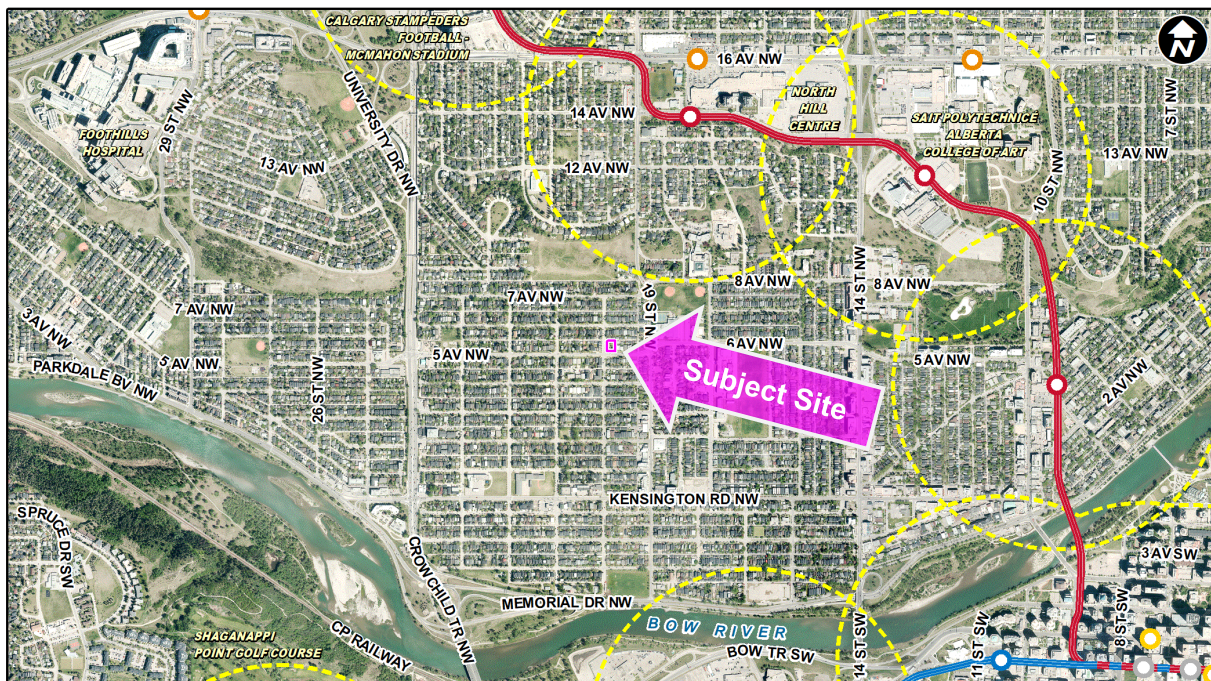 CALGARY STAMPEDERS
FOOTBALL -
MCMAHON STADIUM
N
16 AV NW
29 ST NW
UNIVERSITY DR NW
NORTH
HILL
CENTRE
7 ST NW
14 AV NW
SAIT POLYTECHNICE
ALBERTA
COLLEGE OF ART
FOOTHILLS
HOSPITAL
13 AV NW
12 AV NW
13 AV NW
10 ST NW
14 ST NW
8 AV NW
8 AV NW
19 ST NW
7 AV NW
7 AV NW
3 AV NW
5 AV NW
5 AV NW
6 AV NW
5 AV NW
PARKDALE BV NW
26 ST NW
2 AV NW
Subject Site
KENSINGTON RD NW
SPRUCE DR SW
CROWCHILD TR NW
3 AV SW
MEMORIAL DR NW
BOW RIVER
8 ST SW
SHAGANAPPI
POINT GOLF COURSE
CP RAILWAY
BOW TR SW
14 ST SW
11 ST SW